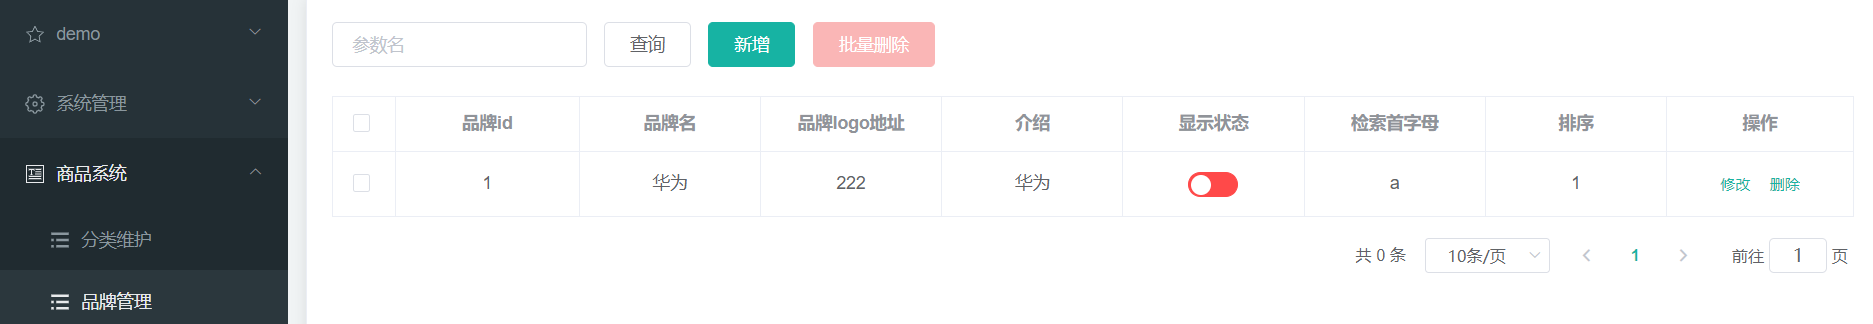 demo
系统管理
商品系统
分类维护
品牌管理
参数名 查询 新增 批量删除
品牌id 品牌名 品牌logo地址 介绍 显示状态 检索首字母 排序 操作
1 华为 222 华为 a 1 修改 删除
共 0 条 10条/页 1 前往 1 页